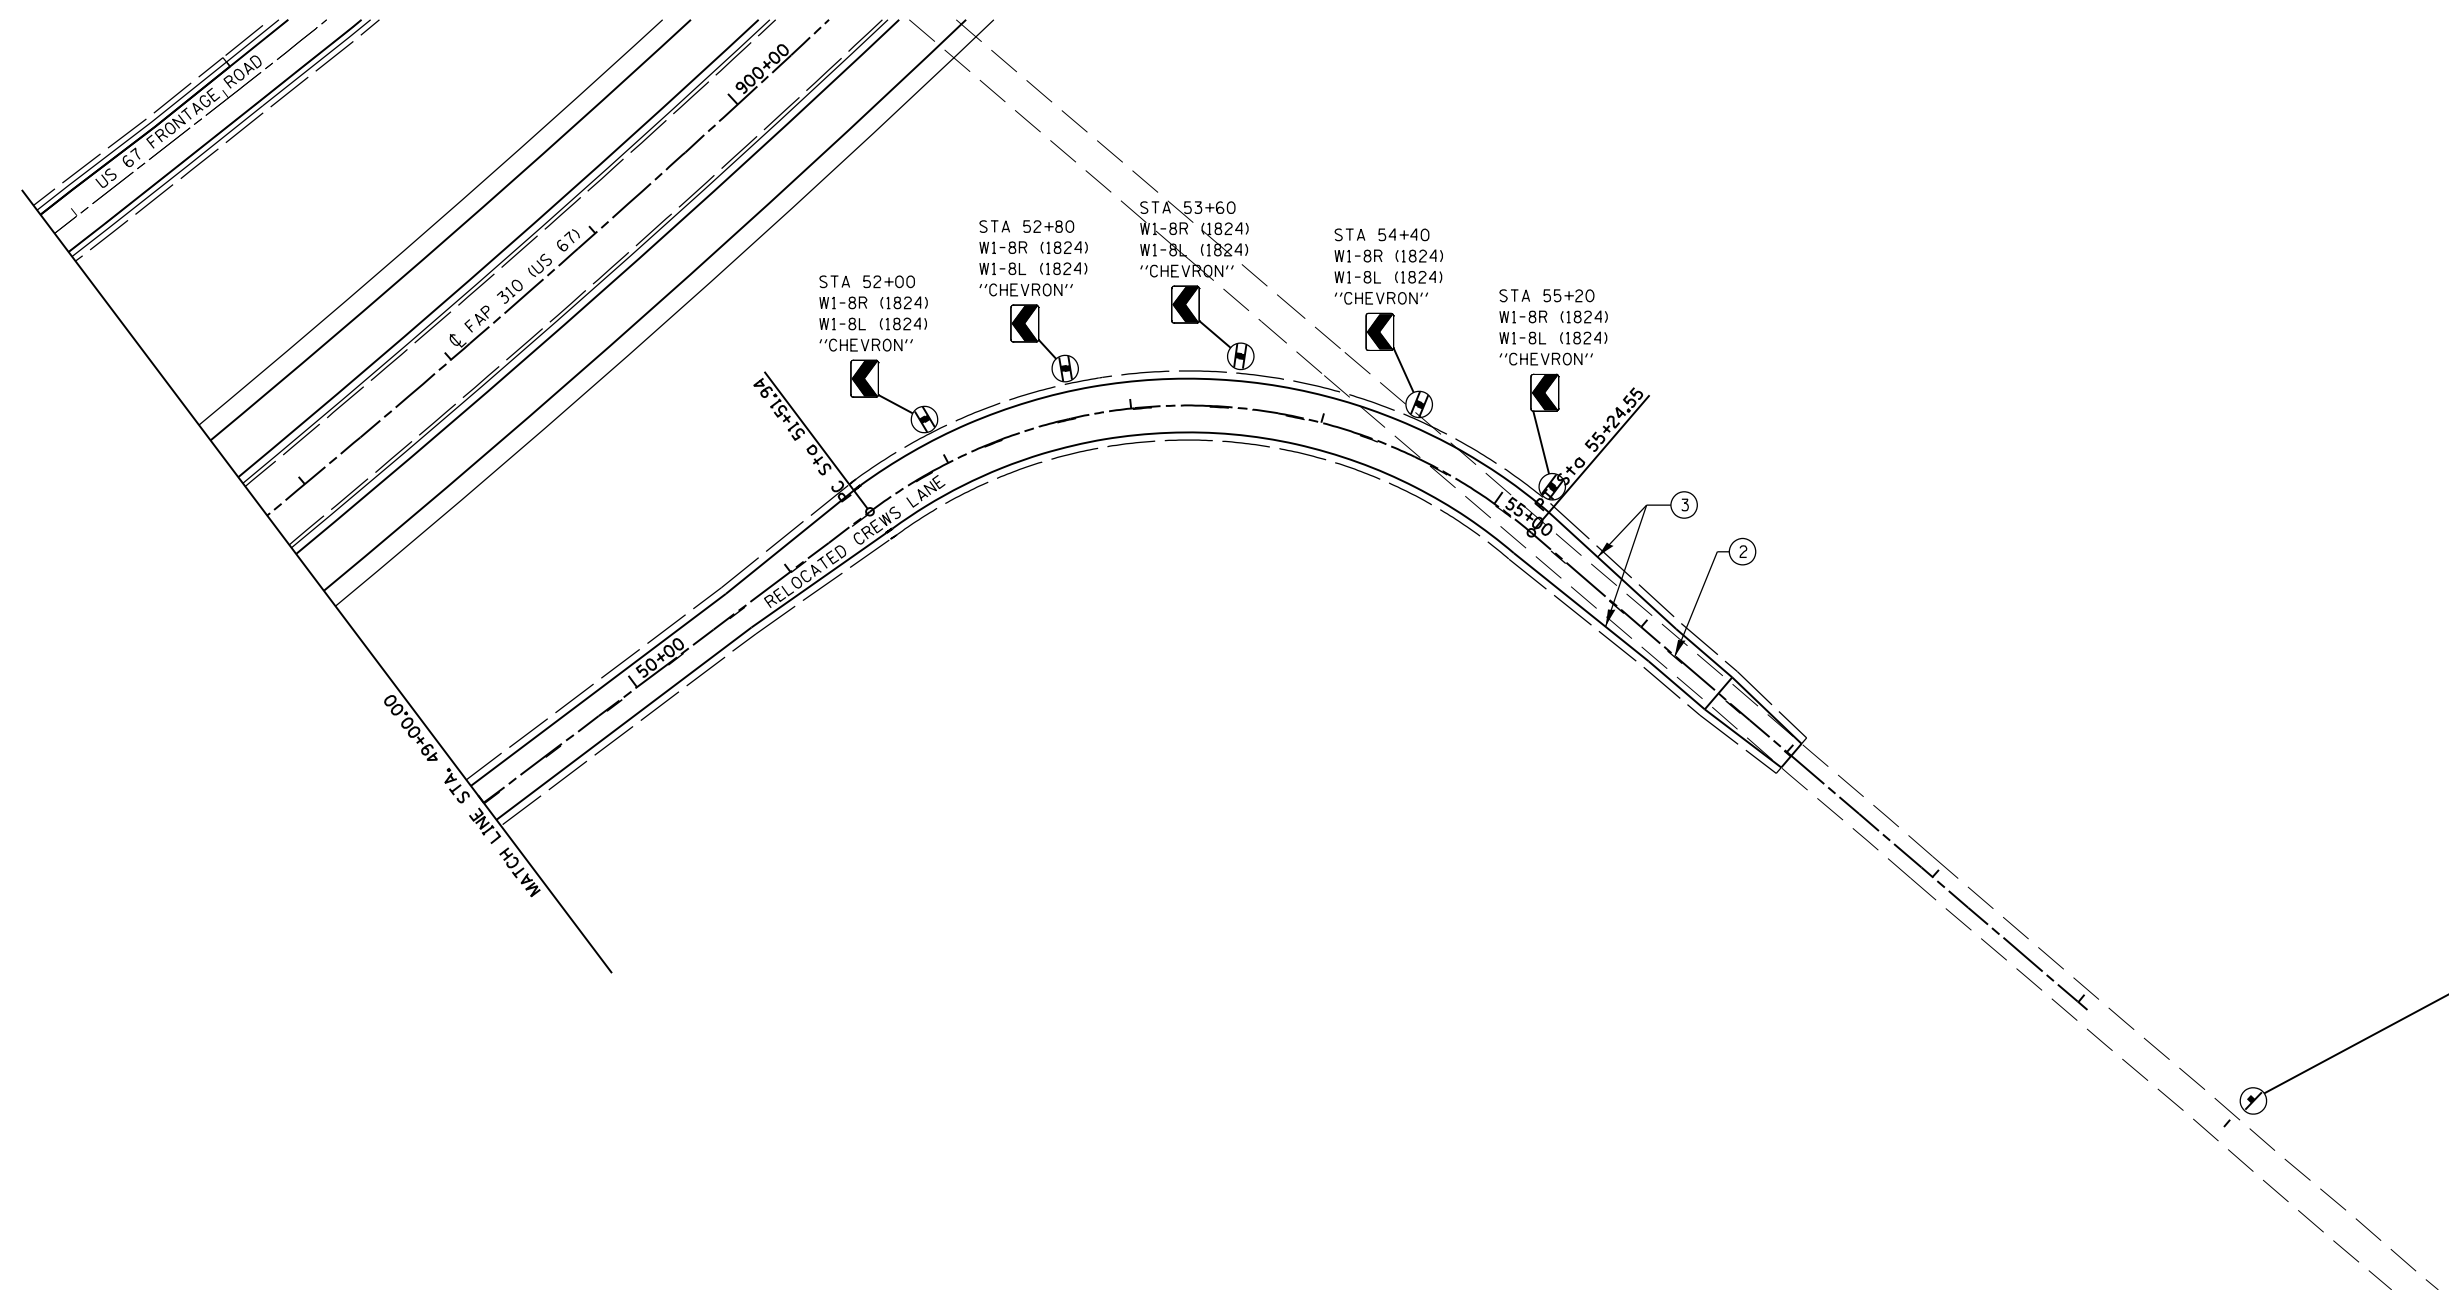 US 67 FRONTAGE ROAD
900+00
℄ FAP 310 (US 67)
STA 52+00
W1-8R (1824)
W1-8L (1824)
''CHEVRON''
STA 52+80
W1-8R (1824)
W1-8L (1824)
''CHEVRON''
STA 53+60
W1-8R (1824)
W1-8L (1824)
''CHEVRON''
STA 54+40
W1-8R (1824)
W1-8L (1824)
''CHEVRON''
STA 55+20
W1-8R (1824)
W1-8L (1824)
''CHEVRON''
PC Sta 51+51.94
PT Sta 55+24.55
55+00
3
2
RELOCATED CREWS LANE
50+00
MATCH LINE STA. 49+00.00